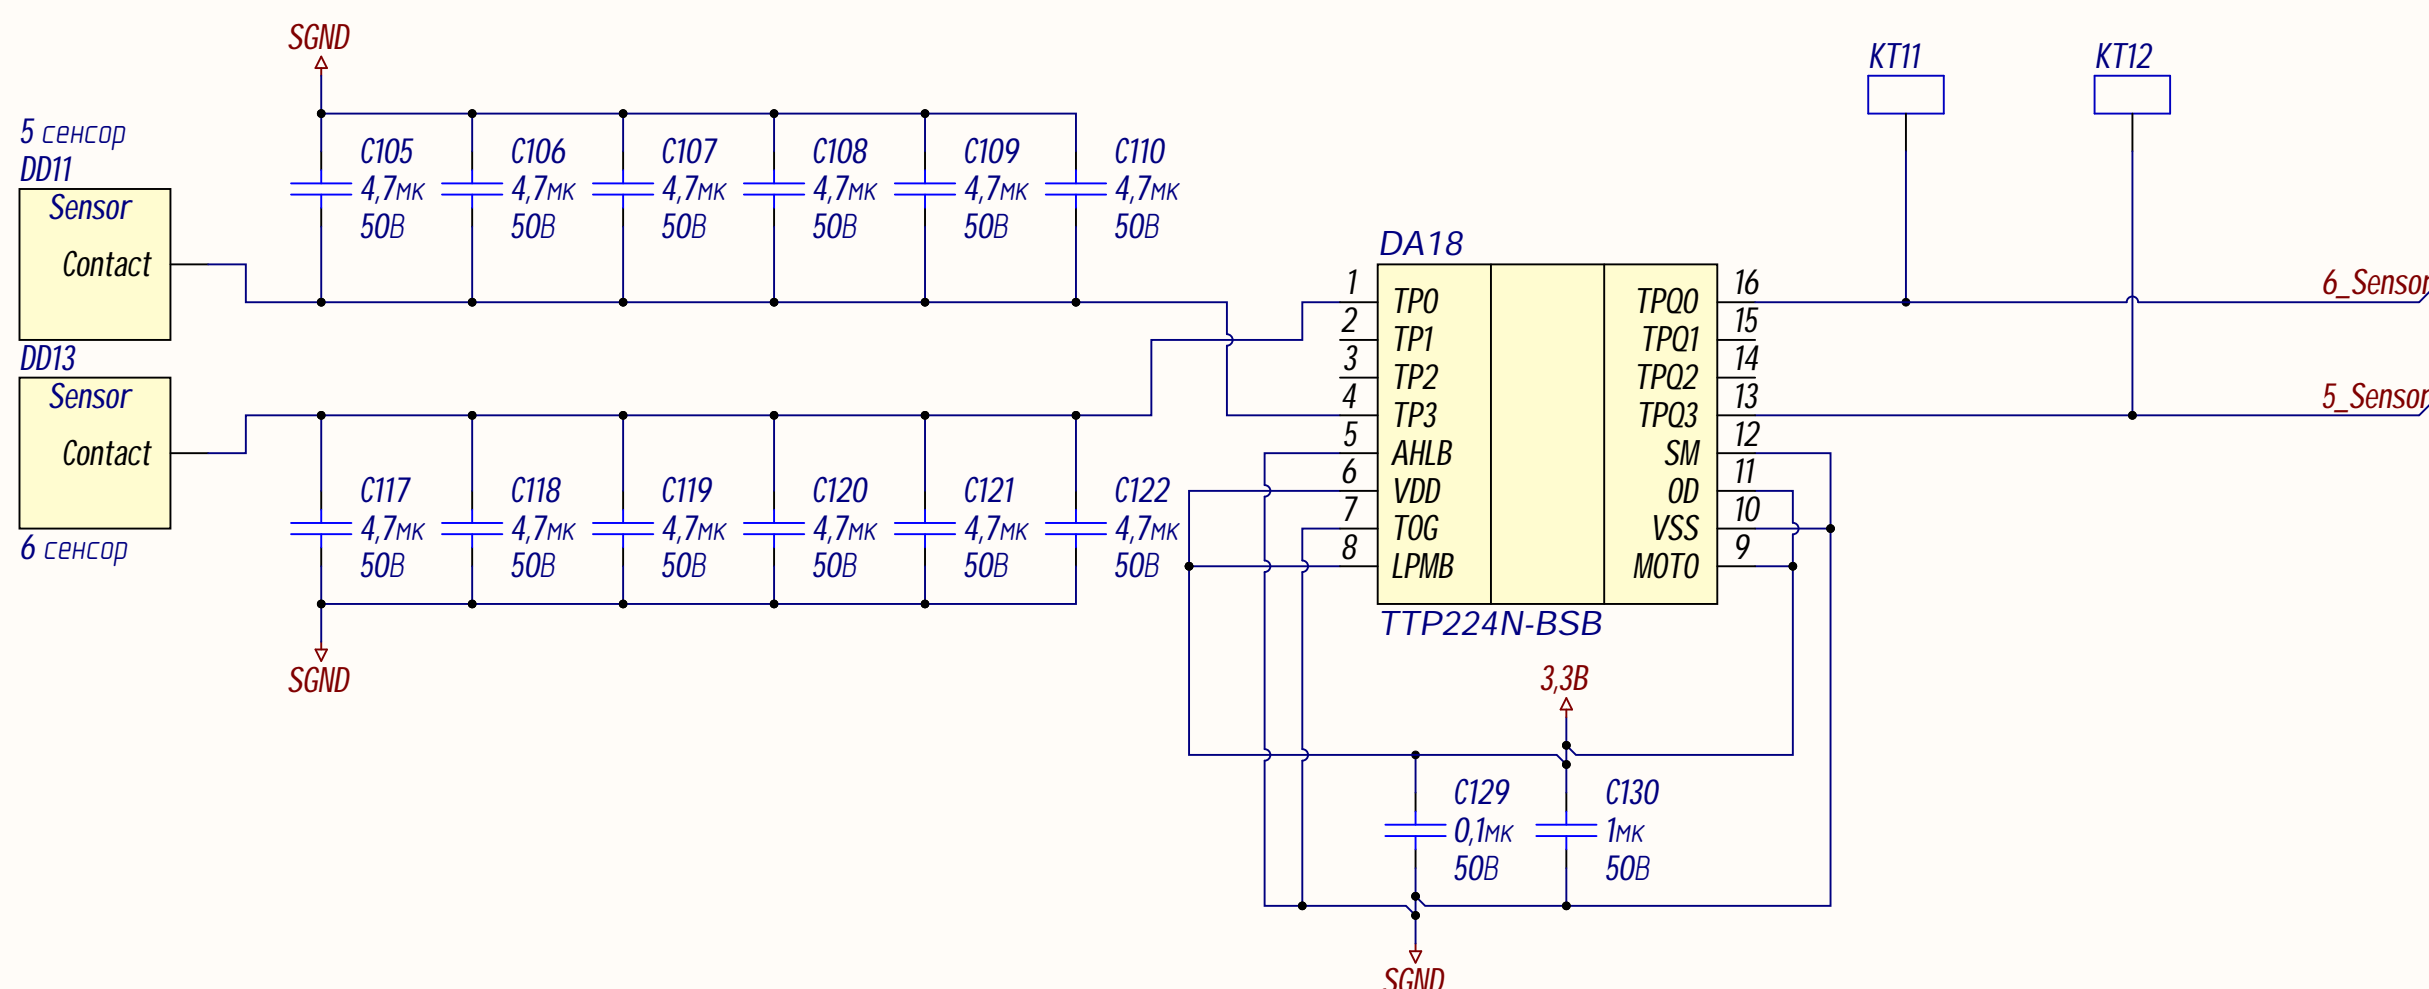 SGND
5 сенсор
DD11
Sensor
Contact
C105
4,7мк
50В
C106
4,7мк
50В
C107
4,7мк
50В
C108
4,7мк
50В
C109
4,7мк
50В
C110
4,7мк
50В
DD13
Sensor
Contact
6 сенсор
C117
4,7мк
50В
C118
4,7мк
50В
C119
4,7мк
50В
C120
4,7мк
50В
C121
4,7мк
50В
C122
4,7мк
50В
SGND
DA18
1 TP0 TPQ0 16
2 TP1 TPQ1 15
3 TP2 TPQ2 14
4 TP3 TPQ3 13
5 AHLB SM 12
6 VDD OD 11
7 TOG VSS 10
8 LPMB MOTO 9
TTP224N-BSB
KT11
KT12
6_Sensor
5_Sensor
3,3В
C129
0,1мк
50В
C130
1мк
50В
SGND